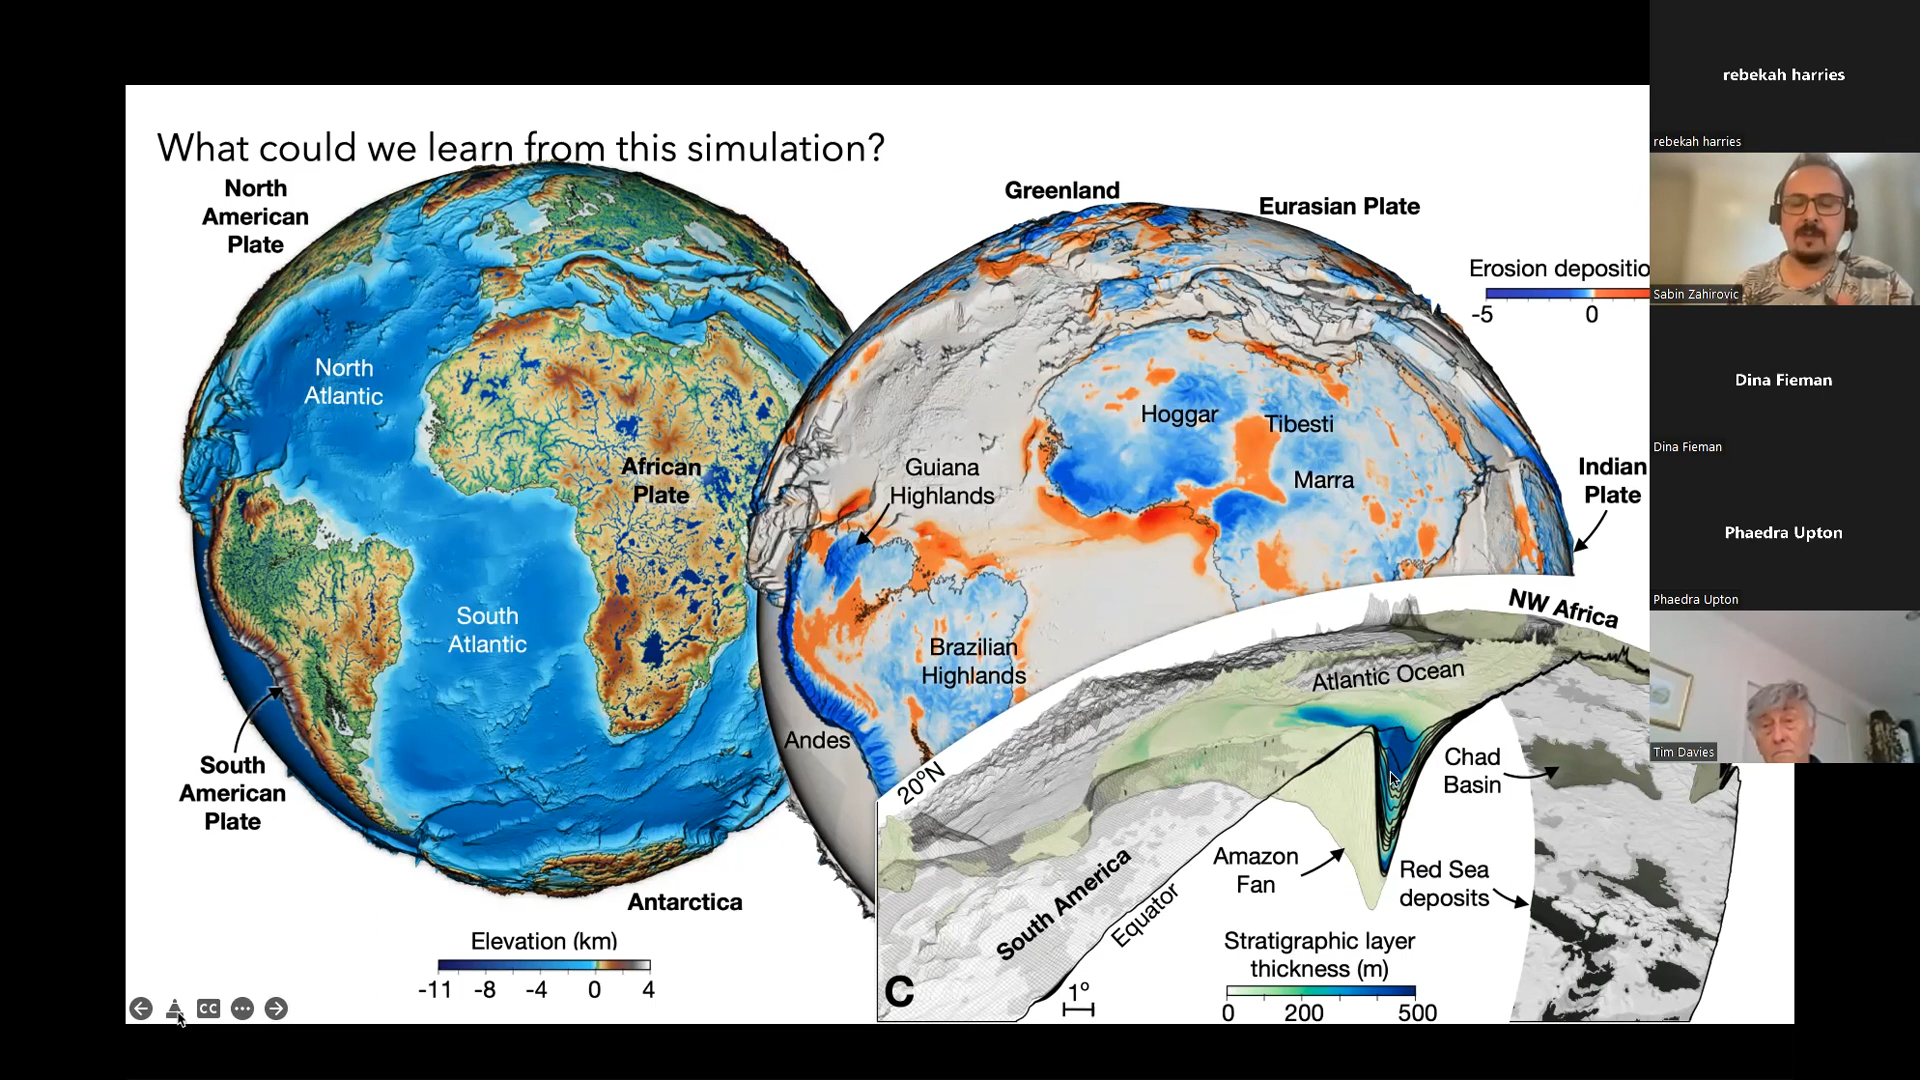 What could we learn from this simulation?
North
American
Plate
North
Atlantic
African
Plate
South
Atlantic
South
American
Plate
Antarctica
Elevation (km)
-11 -8 -4 0 4
Greenland
Eurasian Plate
Erosion depositio
-5 0
Hoggar
Tibesti
Marra
Guiana
Highlands
Indian
Plate
Brazilian
Highlands
Andes
NW Africa
Atlantic Ocean
20°N
Chad
Basin
Amazon
Fan
Red Sea
deposits
South America
Equator
Stratigraphic layer
thickness (m)
0 200 500
C
1°
CC
rebekah harries
rebekah harries
Sabin Zahirovic
Dina Fieman
Dina Fieman
Phaedra Upton
Phaedra Upton
Tim Davies